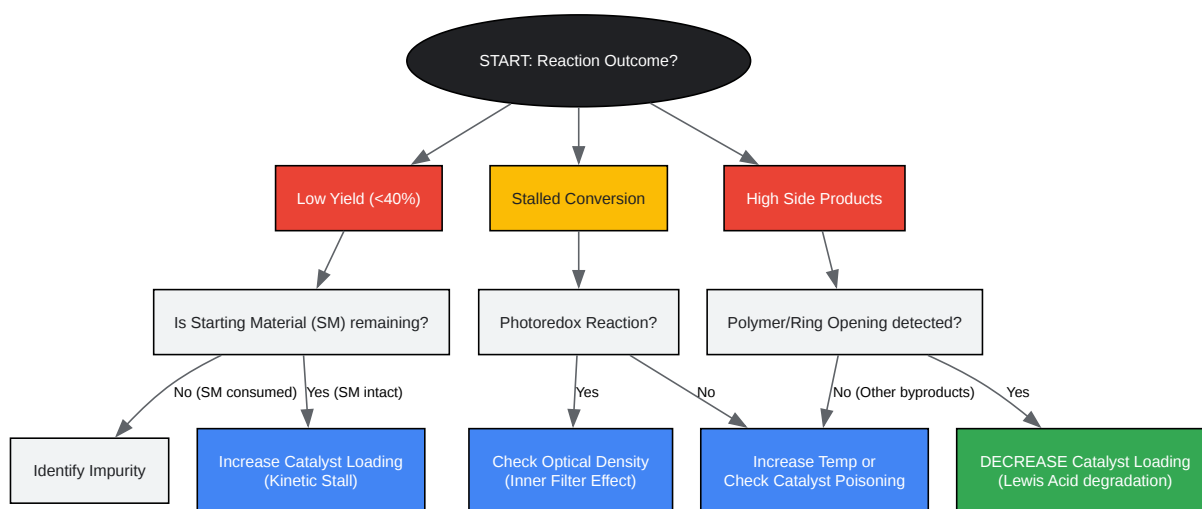 START: Reaction Outcome?
Low Yield (<40%)
Stalled Conversion
High Side Products
Is Starting Material (SM) remaining?
Photoredox Reaction?
Polymer/Ring Opening detected?
No (SM consumed)
Yes (SM intact)
Yes
No
No (Other byproducts)
Yes
Identify Impurity
Increase Catalyst Loading
(Kinetic Stall)
Check Optical Density
(Inner Filter Effect)
Increase Temp or
Check Catalyst Poisoning
DECREASE Catalyst Loading
(Lewis Acid degradation)